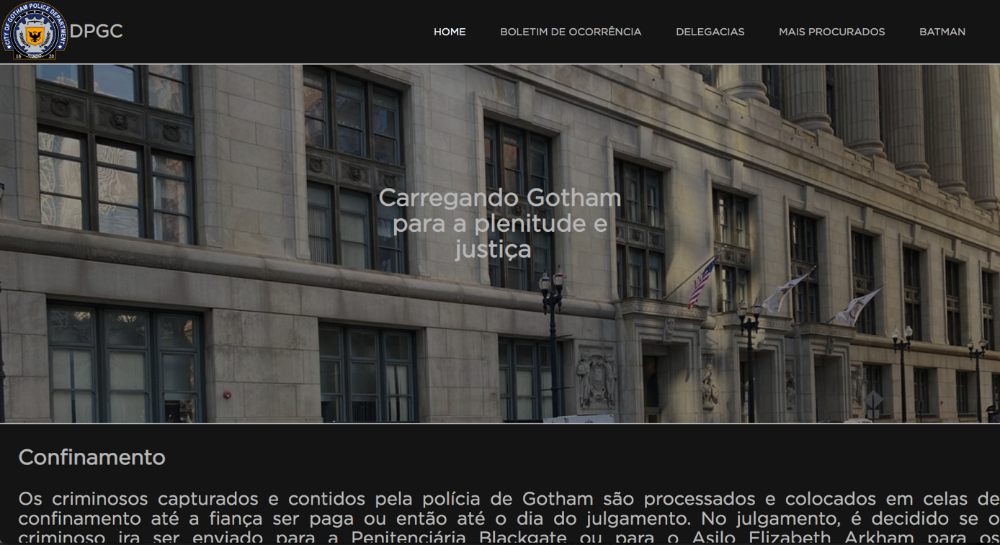 CITY OF GOTHAM POLICE DEPARTMENT
18 20
DPGC
HOME
BOLETIM DE OCORRÊNCIA
DELEGACIAS
MAIS PROCURADOS
BATMAN
Carregando Gotham
para a plenitude e
justiça
Confinamento
Os criminosos capturados e contidos pela polícia de Gotham são processados e colocados em celas de
confinamento até a fiança ser paga ou então até o dia do julgamento. No julgamento, é decidido se o
criminoso ira ser enviado para a Penitenciária Blackgate ou para o Asilo Elizabeth Arkham para os